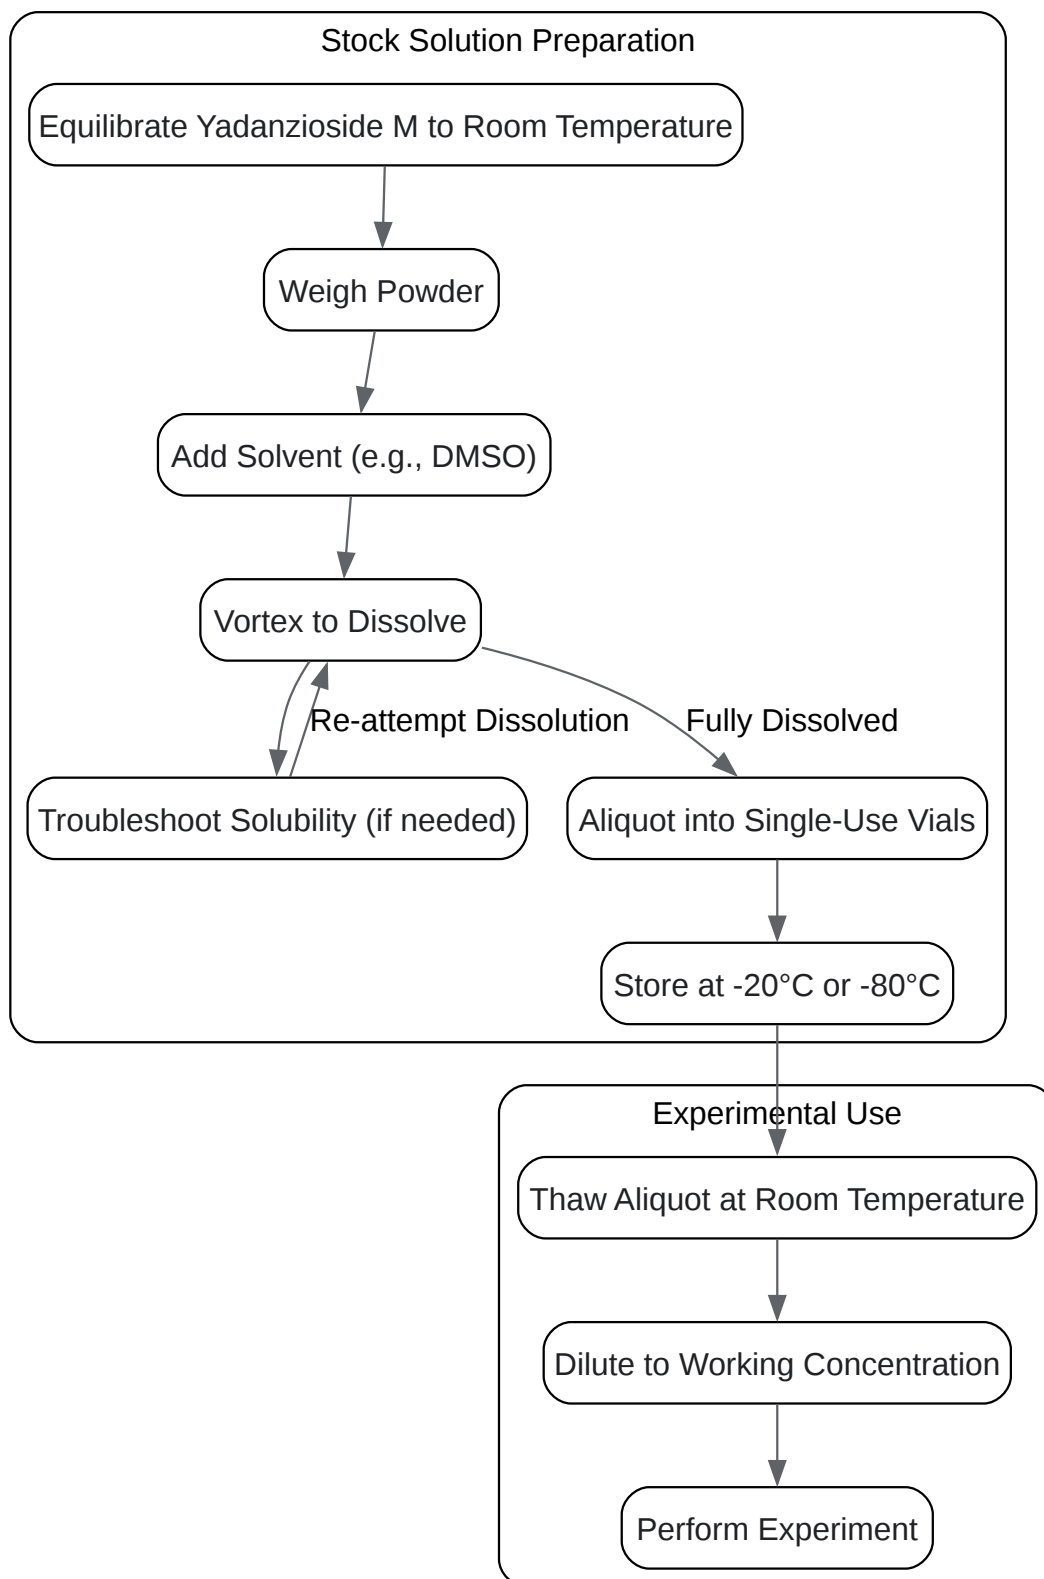 Stock Solution Preparation
Equilibrate Yadanzioside M to Room Temperature
Weigh Powder
Add Solvent (e.g., DMSO)
Vortex to Dissolve
Re-attempt Dissolution
Fully Dissolved
Troubleshoot Solubility (if needed)
Aliquot into Single-Use Vials
Store at -20°C or -80°C
Experimental Use
Thaw Aliquot at Room Temperature
Dilute to Working Concentration
Perform Experiment